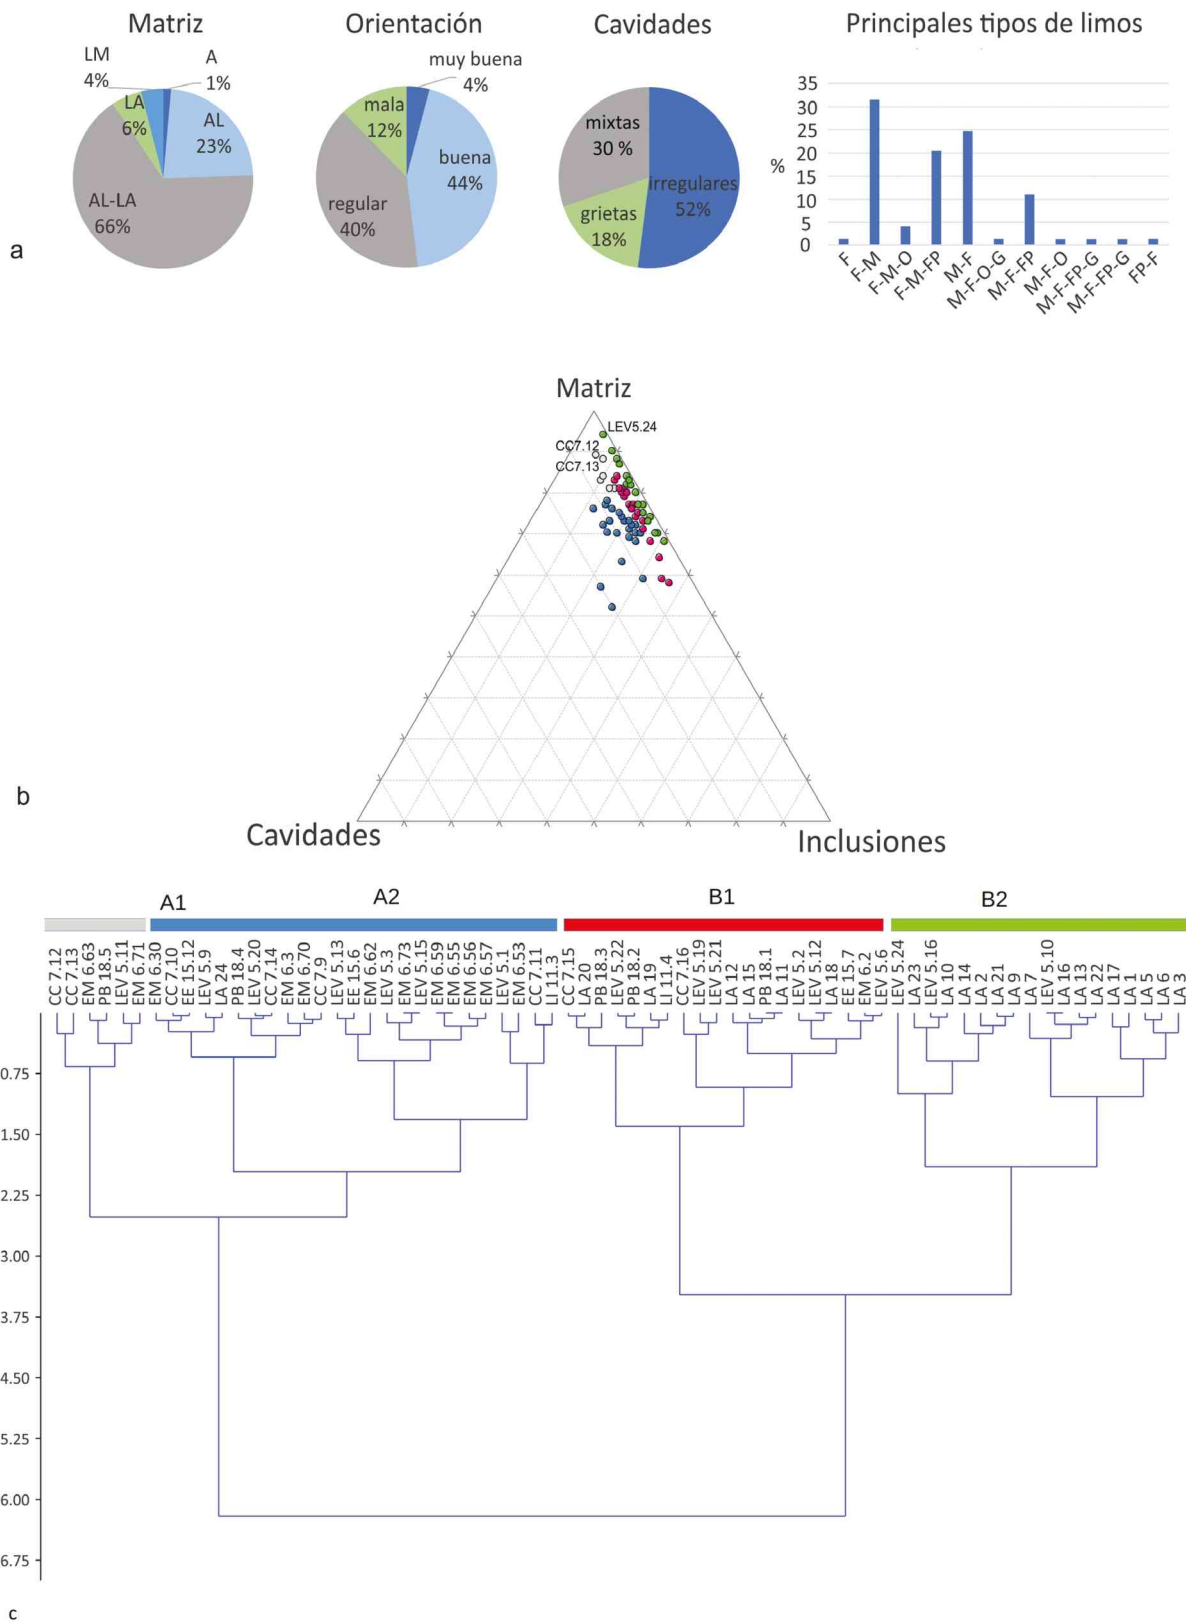 Matriz
LM
4%
A
1%
LA
6%
AL
23%
AL-LA
66%
Orientación
muy buena
4%
mala
12%
buena
44%
regular
40%
Cavidades
mixtas
30 %
irregulares
52%
grietas
18%
Principales tipos de limos
35
30
25
20
15
10
5
0
%
F
F-M
F-M-O
F-M-FP
M-F
M-F-O-G
M-F-FP
M-F-O
M-F-FP-G
M-F-FP-G
FP-F
a
Matriz
LEV5.24
CC7.12
CC7.13
b
Cavidades
Inclusiones
A1
A2
B1
B2
CC 7.12
CC 7.13
EM 6.63
PB 18.5
LEV 5.11
EM 6.71
EM 6.30
CC 7.10
EE 15.12
LEV 5.9
LA 24
PB 18.4
LEV 5.20
CC 7.14
EM 6.3
EM 6.70
CC 7.9
LEV 5.13
EE 15.6
EM 6.62
LEV 5.3
EM 6.73
LEV 5.15
EM 6.59
EM 6.55
EM 6.56
EM 6.57
LEV 5.1
EM 6.53
CC 7.11
LI 11.3
CC 7.15
LA 20
PB 18.3
LEV 5.22
PB 18.2
LA 19
LI 11.4
CC 7.16
LEV 5.19
LEV 5.21
LA 12
LA 15
PB 18.1
LA 11
LEV 5.2
LEV 5.12
LA 18
EE 15.7
EM 6.2
LEV 5.6
LEV 5.24
LA 23
LEV 5.16
LA 10
LA 14
LA 2
LA 21
LA 9
LA 7
LEV 5.10
LA 16
LA 13
LA 22
LA 17
LA 1
LA 5
LA 6
LA 3
0.75
1.50
2.25
3.00
3.75
4.50
5.25
6.00
6.75
c